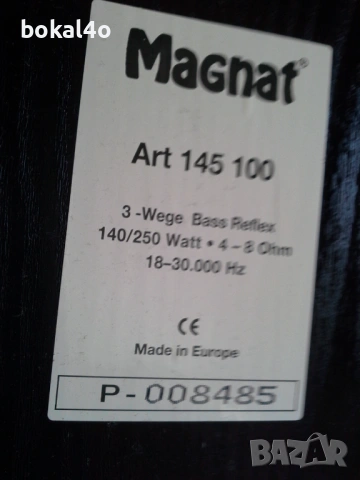 bokal4o
Magnat®
Art 145 100
3-Wege Bass Reflex
140/250 Watt • 4–8 Ohm
18–30.000 Hz
CE
Made in Europe
P-008485
BAZAR